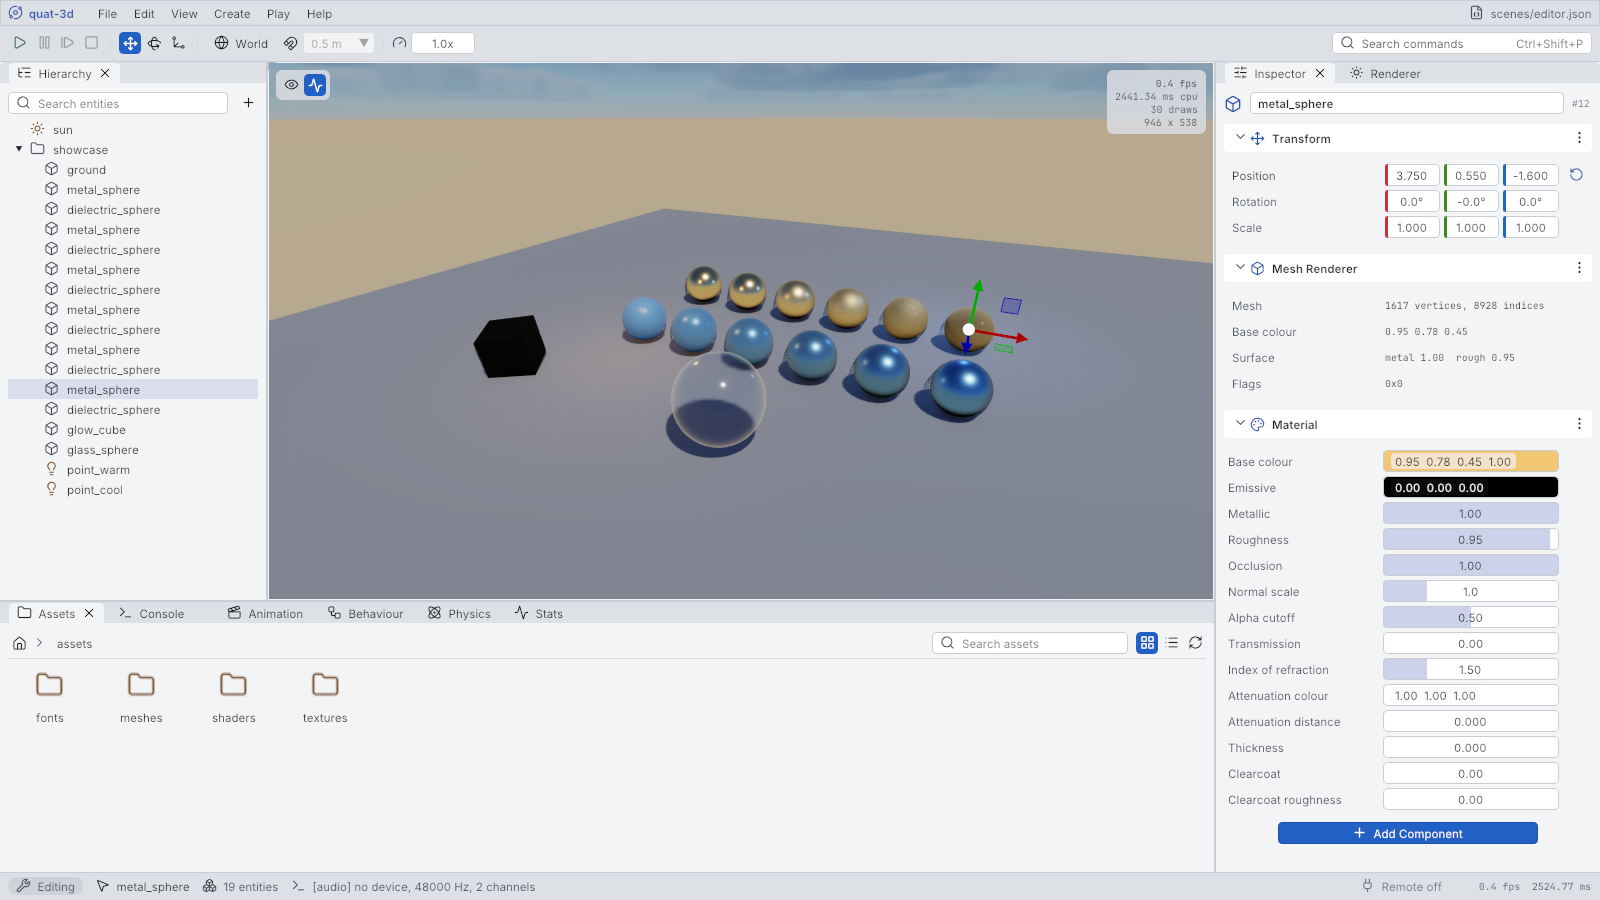 quat-3d File Edit View Create Play Help scenes/editor.json
World 0.5 m 1.0x Search commands Ctrl+Shift+P
Hierarchy
Search entities
sun
showcase
ground
metal_sphere
dielectric_sphere
metal_sphere
dielectric_sphere
metal_sphere
dielectric_sphere
metal_sphere
dielectric_sphere
metal_sphere
dielectric_sphere
metal_sphere
dielectric_sphere
glow_cube
glass_sphere
point_warm
point_cool
0.4 fps
2441.34 ms cpu
30 draws
946 x 538
Inspector Renderer
metal_sphere #12
Transform
Position 3.750 0.550 -1.600
Rotation 0.0° -0.0° 0.0°
Scale 1.000 1.000 1.000
Mesh Renderer
Mesh 1617 vertices, 8928 indices
Base colour 0.95 0.78 0.45
Surface metal 1.00 rough 0.95
Flags 0x0
Material
Base colour 0.95 0.78 0.45 1.00
Emissive 0.00 0.00 0.00
Metallic 1.00
Roughness 0.95
Occlusion 1.00
Normal scale 1.0
Alpha cutoff 0.50
Transmission 0.00
Index of refraction 1.50
Attenuation colour 1.00 1.00 1.00
Attenuation distance 0.000
Thickness 0.000
Clearcoat 0.00
Clearcoat roughness 0.00
Add Component
Assets Console Animation Behaviour Physics Stats
assets Search assets
fonts meshes shaders textures
Editing metal_sphere 19 entities [audio] no device, 48000 Hz, 2 channels Remote off 0.4 fps 2524.77 ms